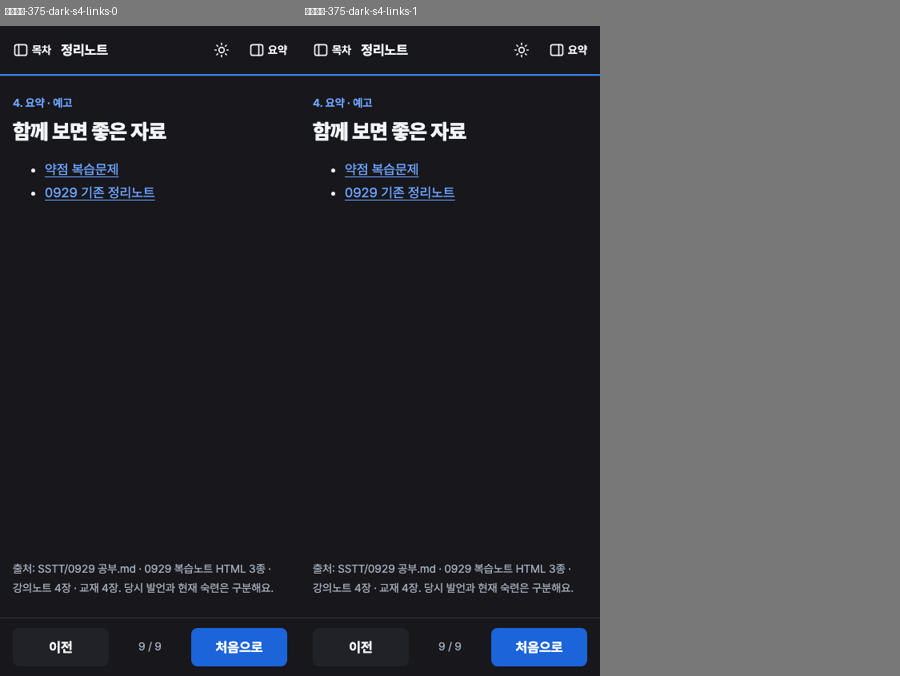 -375-dark-s4-links-0
목차 정리노트 요약
4. 요약 · 예고
함께 보면 좋은 자료
• 약점 복습문제
• 0929 기존 정리노트
출처: SSTT/0929 공부.md · 0929 복습노트 HTML 3종 ·
강의노트 4장 · 교재 4장. 당시 발언과 현재 숙련은 구분해요.
이전 9 / 9 처음으로
-375-dark-s4-links-1
목차 정리노트 요약
4. 요약 · 예고
함께 보면 좋은 자료
• 약점 복습문제
• 0929 기존 정리노트
출처: SSTT/0929 공부.md · 0929 복습노트 HTML 3종 ·
강의노트 4장 · 교재 4장. 당시 발언과 현재 숙련은 구분해요.
이전 9 / 9 처음으로